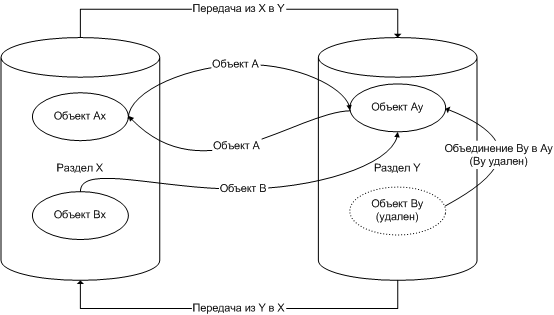 Передача из X в Y
Объект A
Объект Ax
Объект Ay
Объект A
Объединение By в Ay
(By удален)
Раздел X
Раздел Y
Объект B
Объект Bx
Объект By
(удален)
Передача из Y в X